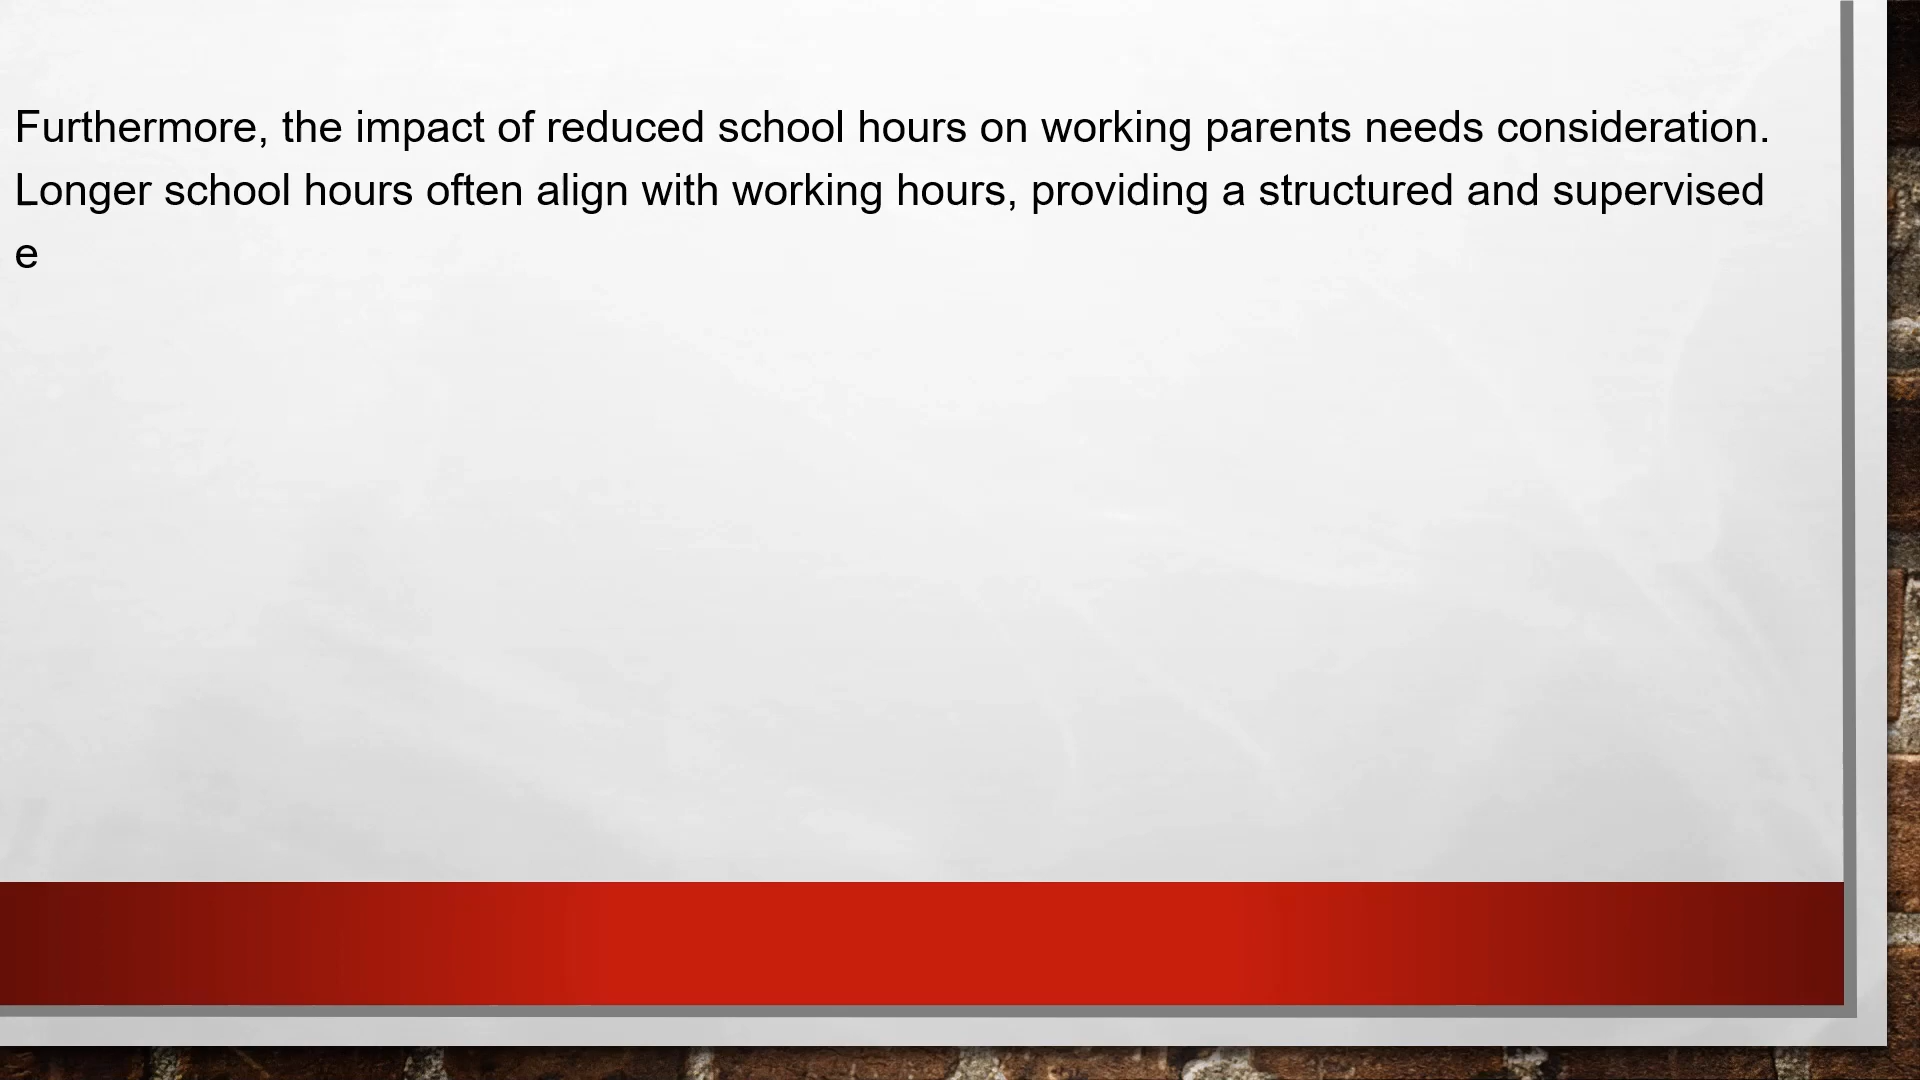 Furthermore, the impact of reduced school hours on working parents needs consideration.
Longer school hours often align with working hours, providing a structured and supervised
e